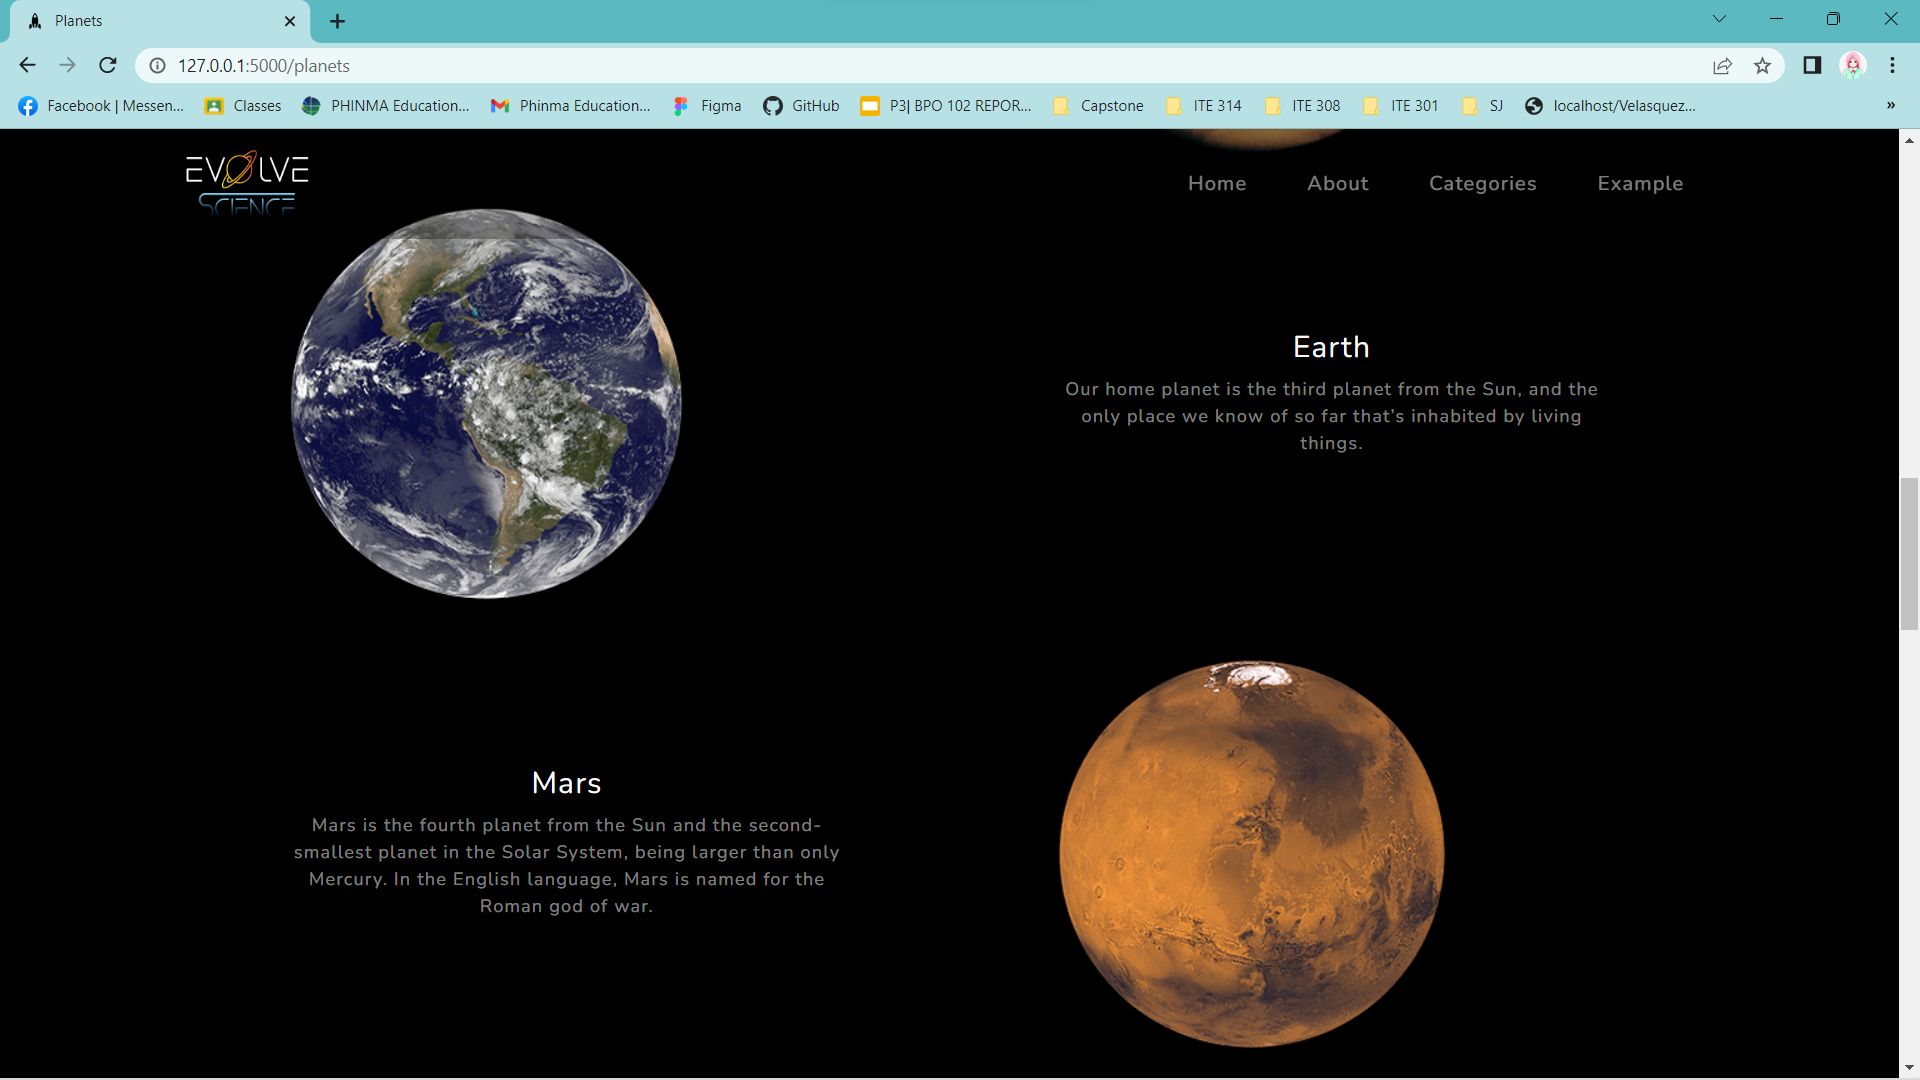 Planets
127.0.0.1:5000/planets
Facebook | Messen... Classes PHINMA Education... Phinma Education... Figma GitHub P3| BPO 102 REPOR... Capstone ITE 314 ITE 308 ITE 301 SJ localhost/Velasquez... »
EVOLVE
SCIENCE
Home About Categories Example
Earth
Our home planet is the third planet from the Sun, and the
only place we know of so far that’s inhabited by living
things.
Mars
Mars is the fourth planet from the Sun and the second-
smallest planet in the Solar System, being larger than only
Mercury. In the English language, Mars is named for the
Roman god of war.